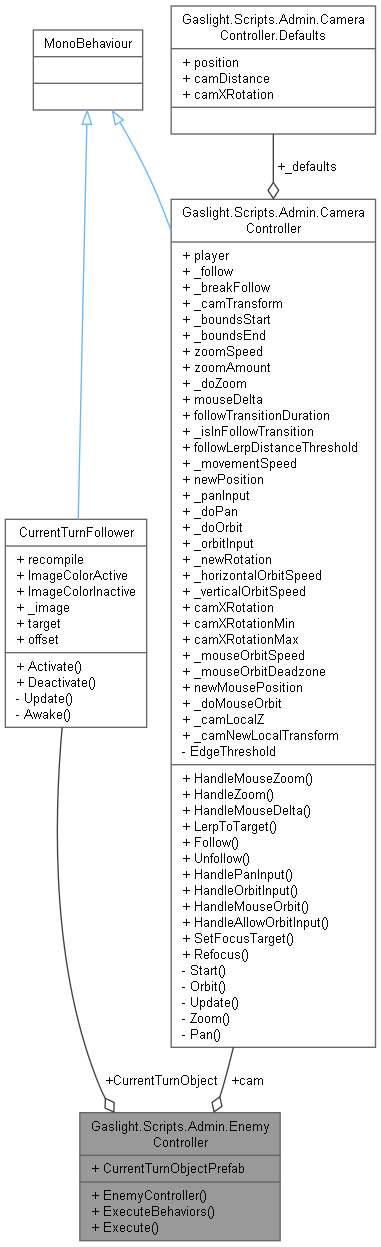 MonoBehaviour
Gaslight.Scripts.Admin.Camera
Controller.Defaults
+ position
+ camDistance
+ camXRotation
+_defaults
Gaslight.Scripts.Admin.Camera
Controller
+ player
+ _follow
+ _breakFollow
+ _camTransform
+ _boundsStart
+ _boundsEnd
+ zoomSpeed
+ zoomAmount
+ _doZoom
+ mouseDelta
+ followTransitionDuration
+ _isInFollowTransition
+ followLerpDistanceThreshold
+ _movementSpeed
+ newPosition
+ _panInput
+ _doPan
+ _doOrbit
+ _orbitInput
+ _newRotation
+ _horizontalOrbitSpeed
+ _verticalOrbitSpeed
+ camXRotation
+ camXRotationMin
+ camXRotationMax
+ _mouseOrbitSpeed
+ _mouseOrbitDeadzone
+ newMousePosition
+ _doMouseOrbit
+ _camLocalZ
+ _camNewLocalTransform
- EdgeThreshold
+ HandleMouseZoom()
+ HandleZoom()
+ HandleMouseDelta()
+ LerpToTarget()
+ Follow()
+ Unfollow()
+ HandlePanInput()
+ HandleOrbitInput()
+ HandleMouseOrbit()
+ HandleAllowOrbitInput()
+ SetFocusTarget()
+ Refocus()
- Start()
- Orbit()
- Update()
- Zoom()
- Pan()
CurrentTurnFollower
+ recompile
+ ImageColorActive
+ ImageColorInactive
+ _image
+ target
+ offset
+ Activate()
+ Deactivate()
- Update()
- Awake()
+CurrentTurnObject
+cam
Gaslight.Scripts.Admin.Enemy
Controller
+ CurrentTurnObjectPrefab
+ EnemyController()
+ ExecuteBehaviors()
+ Execute()